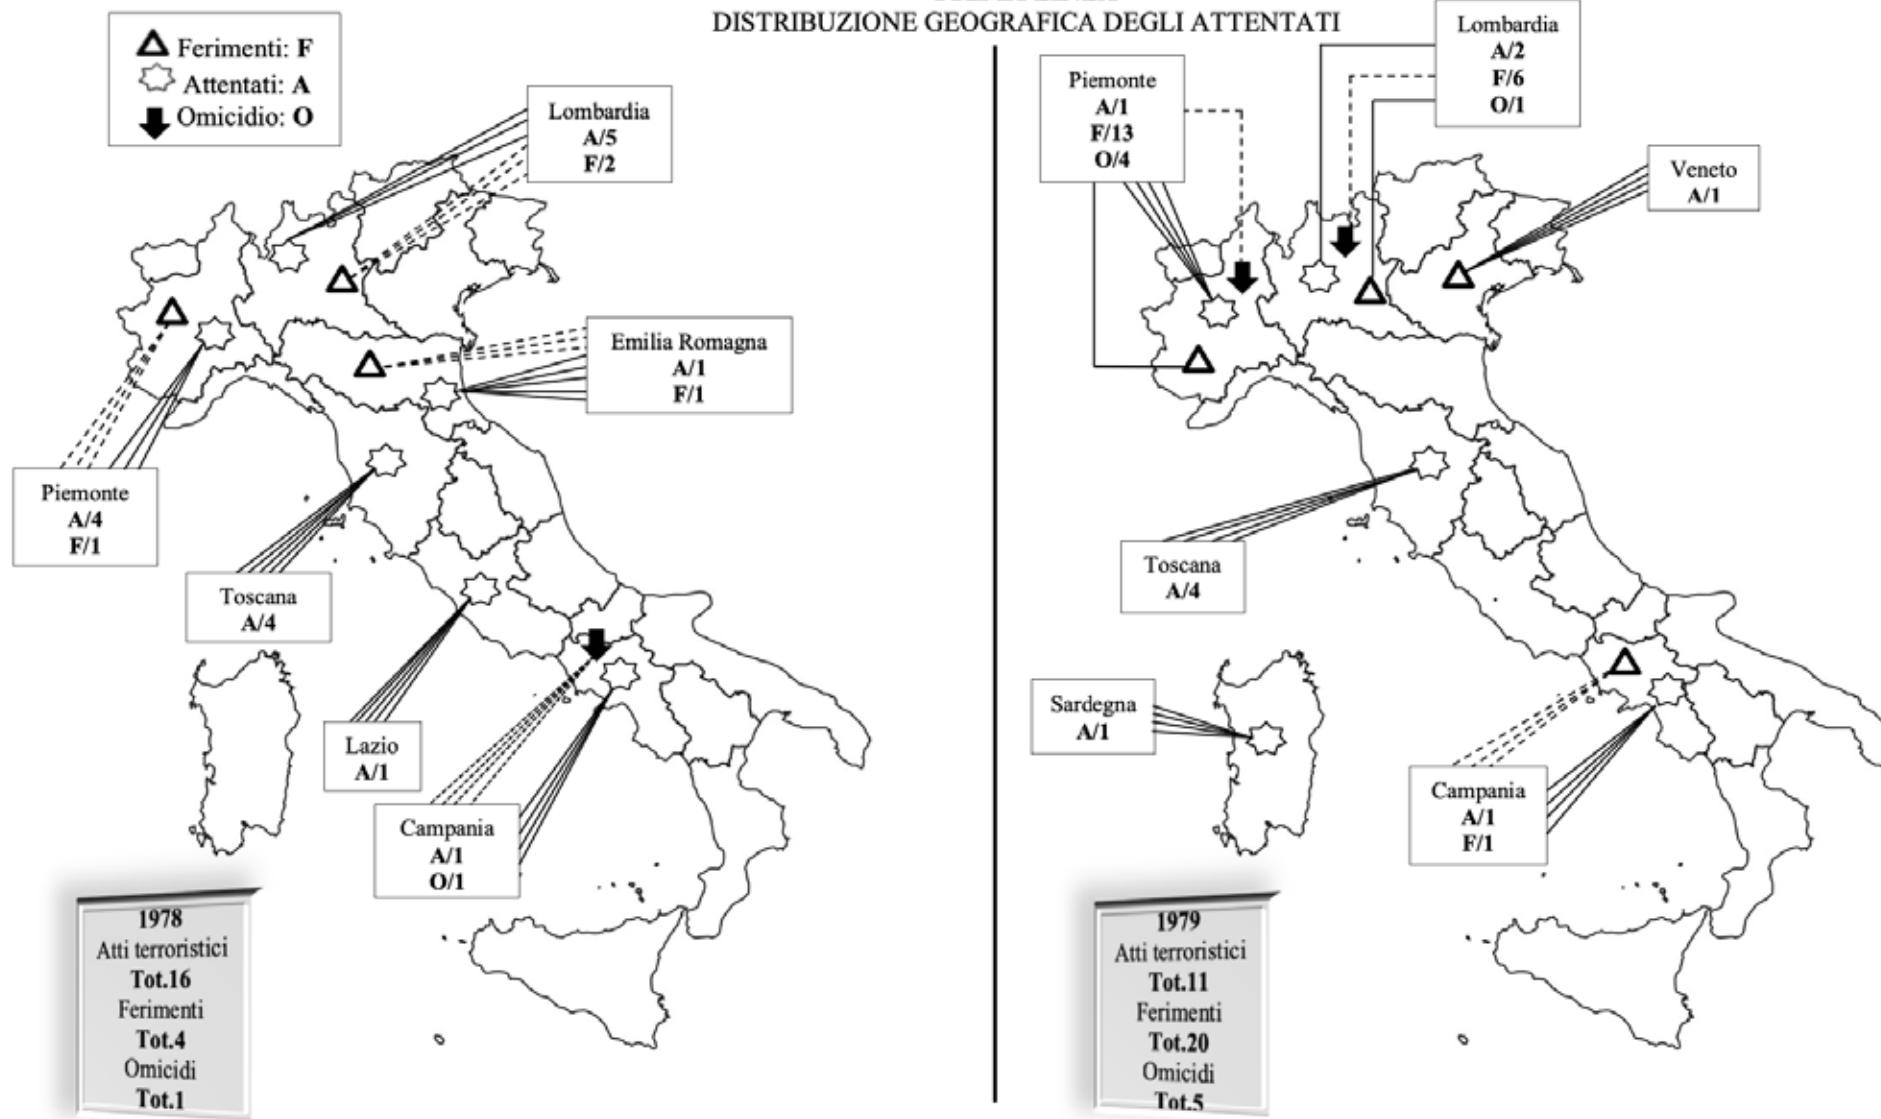 DISTRIBUZIONE GEOGRAFICA DEGLI ATTENTATI
Ferimenti: F
Attentati: A
Omicidio: O
Lombardia
A/5
F/2
Emilia Romagna
A/1
F/1
Piemonte
A/4
F/1
Toscana
A/4
Lazio
A/1
Campania
A/1
O/1
1978
Atti terroristici
Tot.16
Ferimenti
Tot.4
Omicidi
Tot.1
Lombardia
A/2
F/6
O/1
Piemonte
A/1
F/13
O/4
Veneto
A/1
Toscana
A/4
Sardegna
A/1
Campania
A/1
F/1
1979
Atti terroristici
Tot.11
Ferimenti
Tot.20
Omicidi
Tot.5